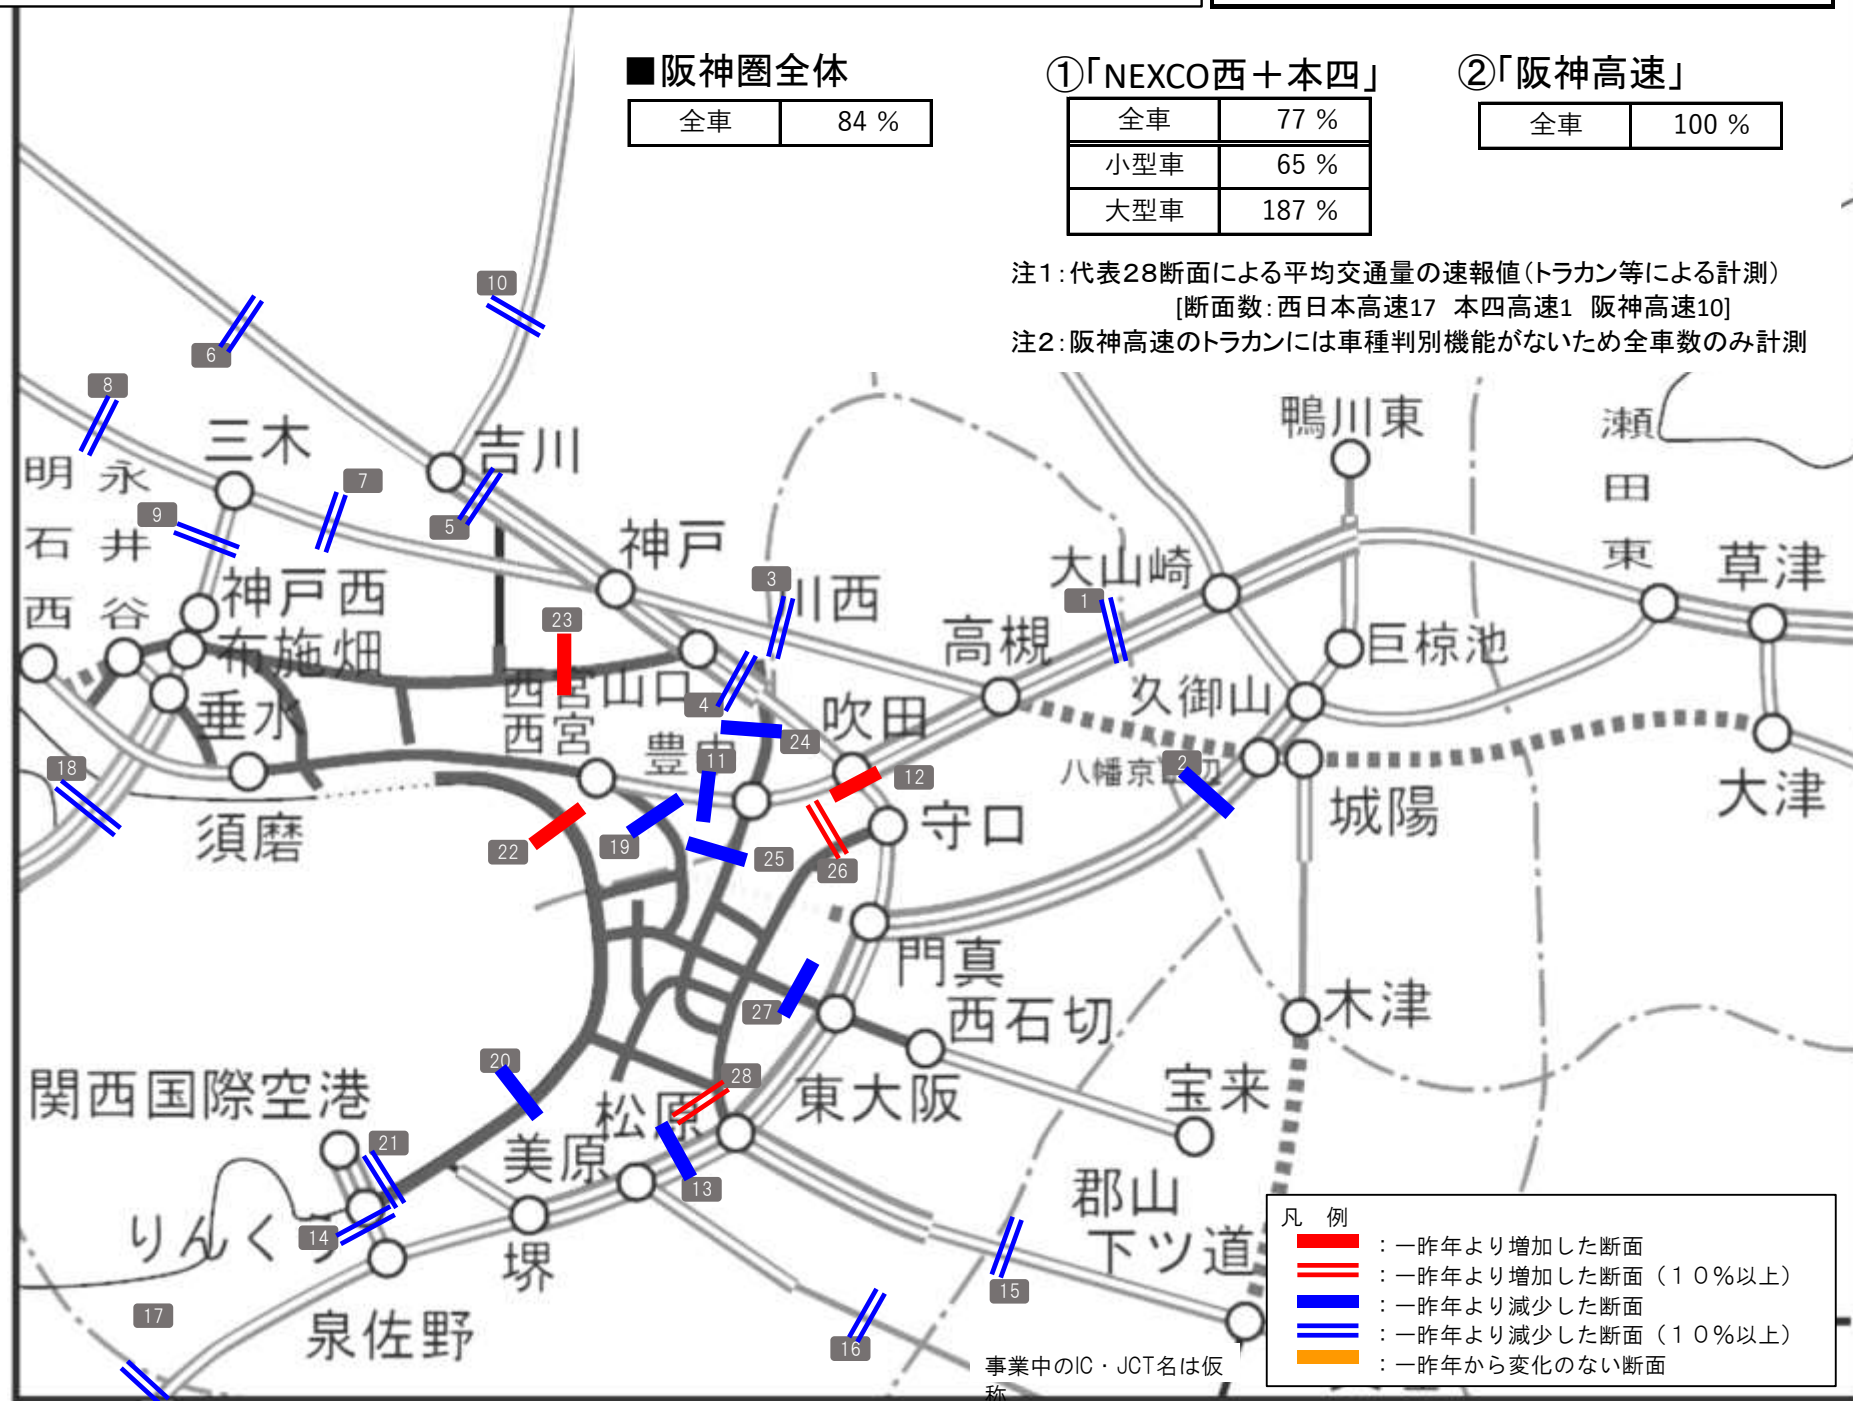 ■阪神圏全体
全車 84 %
①「NEXCO西＋本四」
全車 77 %
小型車 65 %
大型車 187 %
②「阪神高速」
全車 100 %
注１：代表２８断面による平均交通量の速報値（トラカン等による計測）
[断面数：西日本高速17 本四高速1 阪神高速10]
注２：阪神高速のトラカンには車種判別機能がないため全車数のみ計測
10
6
8
三木
吉川
鴨川東
瀬田東
明石西
永井谷
7
9
5
神戸
3
川西
1
大山崎
草津
神戸西
布施畑
23
高槻
巨椋池
西宮山口
4
久御山
垂水
西宮
吹田
24
豊中
11
12
2
18
城陽
大津
須磨
守口
22
19
25
26
門真
27
西石切
木津
20
28
関西国際空港
松原
東大阪
宝来
21
美原
13
郡山
りんくう
14
下ツ道
堺
15
17
泉佐野
16
事業中のIC・JCT名は仮
称
凡 例
：一昨年より増加した断面
：一昨年より増加した断面（１０％以上）
：一昨年より減少した断面
：一昨年より減少した断面（１０％以上）
：一昨年から変化のない断面